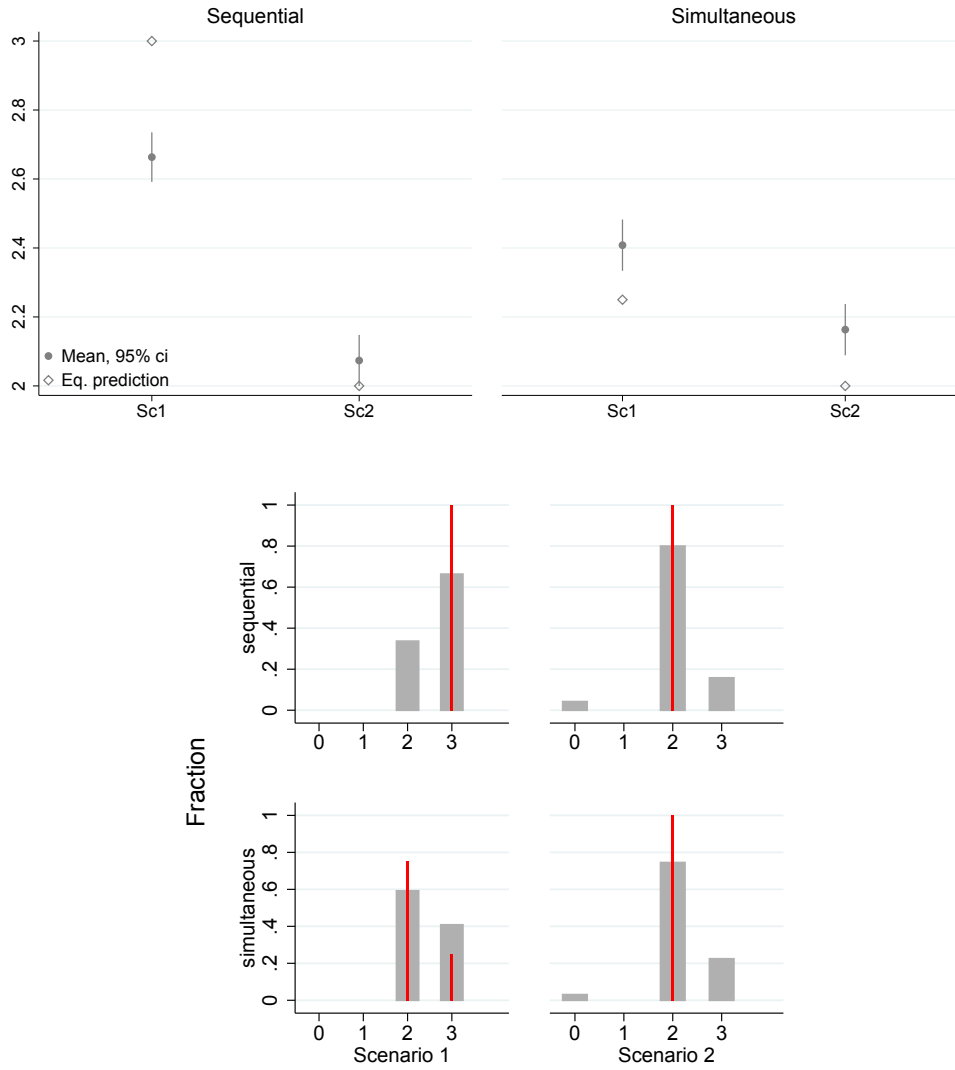 Sequential Simultaneous
3
2.8
2.6
2.4
2.2
2
Mean, 95% ci
Eq. prediction
Sc1 Sc2 Sc1 Sc2
Fraction
sequential
1
.8
.6
.4
.2
0
0 1 2 3 0 1 2 3
simultaneous
1
.8
.6
.4
.2
0
0 1 2 3 0 1 2 3
Scenario 1 Scenario 2